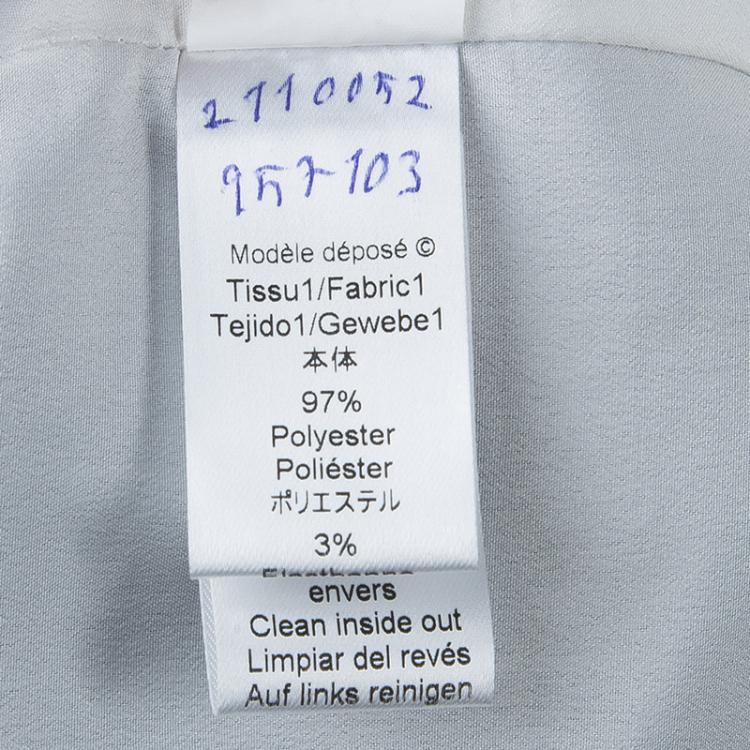 2710052
957-103
Modèle déposé ©
Tissu1/Fabric1
Tejido1/Gewebe1
本体
97%
Polyester
Poliéster
ポリエステル
3%
envers
Clean inside out
Limpiar del revés
Auf links reinigen